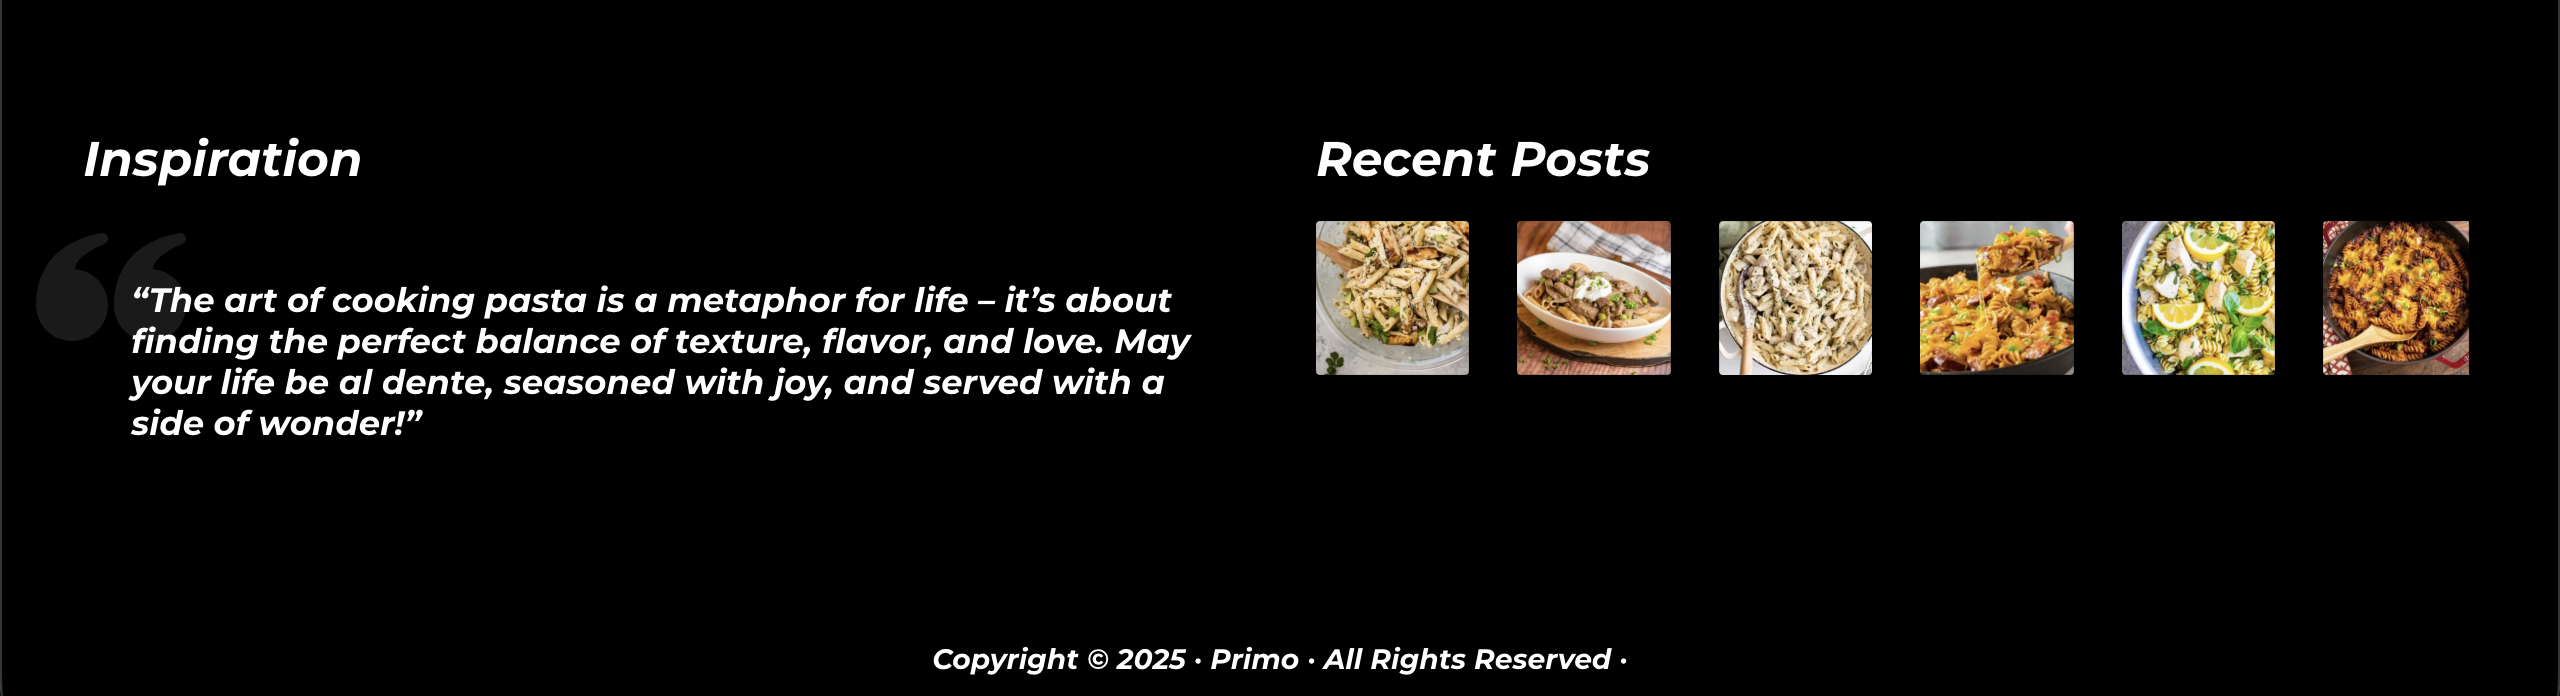 Inspiration
“The art of cooking pasta is a metaphor for life – it’s about
finding the perfect balance of texture, flavor, and love. May
your life be al dente, seasoned with joy, and served with a
side of wonder!”
Recent Posts
Copyright © 2025 · Primo · All Rights Reserved ·